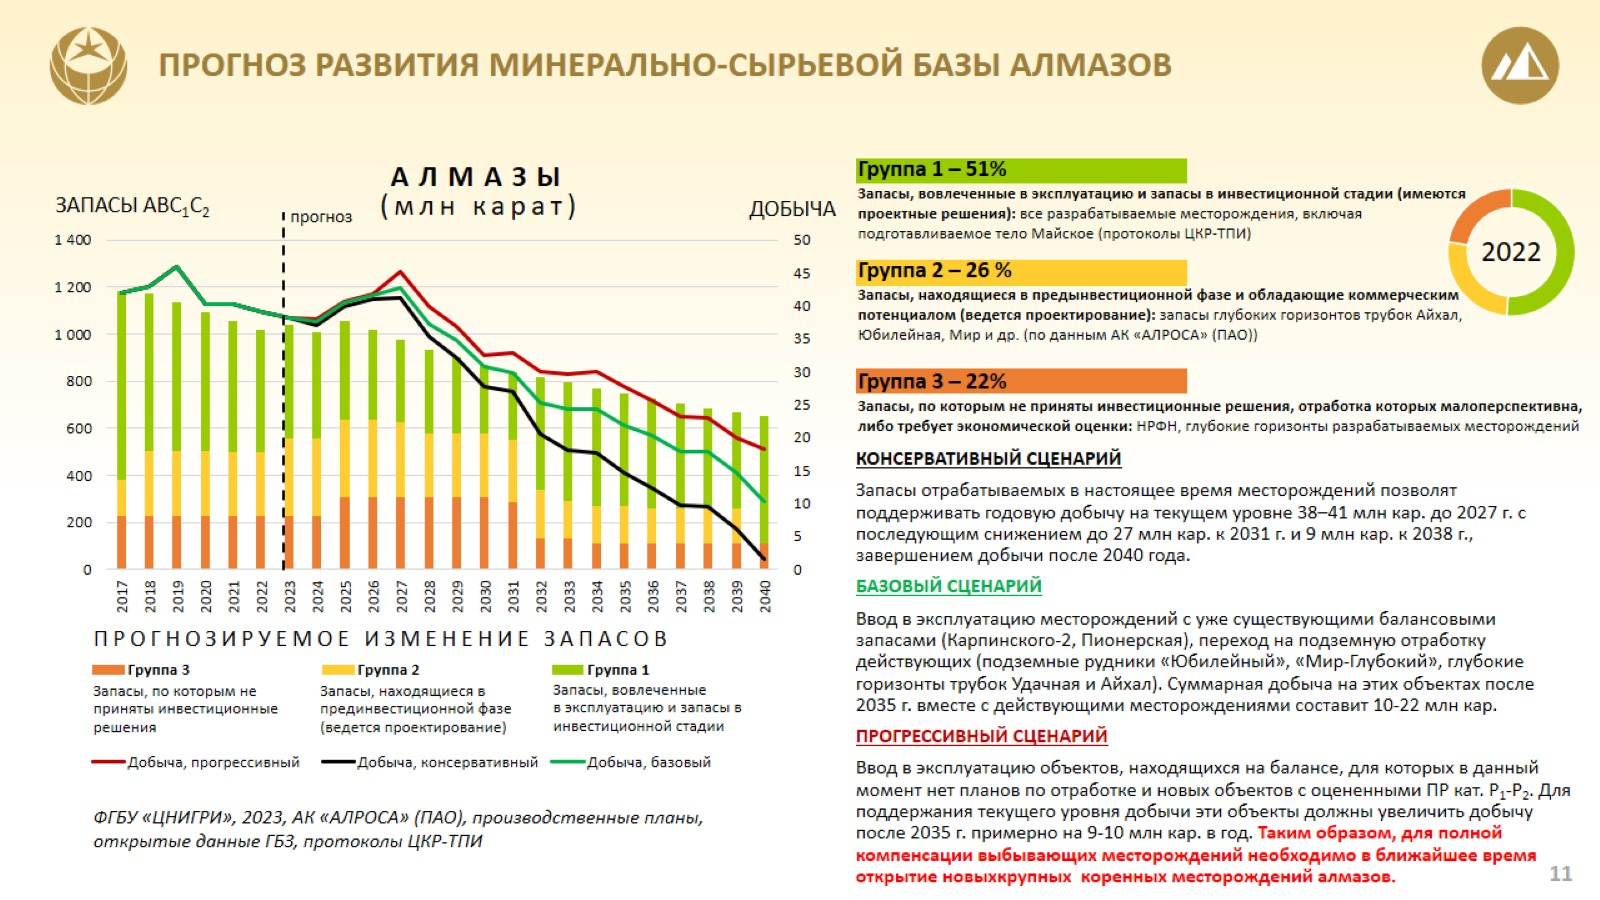 ПРОГНОЗ РАЗВИТИЯ МИНЕРАЛЬНО-СЫРЬЕВОЙ БАЗЫ АЛМАЗОВ
АЛМАЗЫ
(млн карат)
ЗАПАСЫ ABC1C2
прогноз
ДОБЫЧА
1 400
1 200
1 000
800
600
400
200
0
50
45
40
35
30
25
20
15
10
5
0
2017
2018
2019
2020
2021
2022
2023
2024
2025
2026
2027
2028
2029
2030
2031
2032
2033
2034
2035
2036
2037
2038
2039
2040
ПРОГНОЗИРУЕМОЕ ИЗМЕНЕНИЕ ЗАПАСОВ
Группа 3
Запасы, по которым не
приняты инвестиционные
решения
Группа 2
Запасы, находящиеся в
прединвестиционной фазе
(ведется проектирование)
Группа 1
Запасы, вовлеченные
в эксплуатацию и запасы в
инвестиционной стадии
Добыча, прогрессивный
Добыча, консервативный
Добыча, базовый
ФГБУ «ЦНИГРИ», 2023, АК «АЛРОСА» (ПАО), производственные планы,
открытые данные ГБЗ, протоколы ЦКР-ТПИ
Группа 1 – 51%
Запасы, вовлеченные в эксплуатацию и запасы в инвестиционной стадии (имеются
проектные решения): все разрабатываемые месторождения, включая
подготавливаемое тело Майское (протоколы ЦКР-ТПИ)
Группа 2 – 26 %
Запасы, находящиеся в предынвестиционной фазе и обладающие коммерческим
потенциалом (ведется проектирование): запасы глубоких горизонтов трубок Айхал,
Юбилейная, Мир и др. (по данным АК «АЛРОСА» (ПАО))
2022
Группа 3 – 22%
Запасы, по которым не приняты инвестиционные решения, отработка которых малоперспективна,
либо требует экономической оценки: НРФН, глубокие горизонты разрабатываемых месторождений
КОНСЕРВАТИВНЫЙ СЦЕНАРИЙ
Запасы отрабатываемых в настоящее время месторождений позволят
поддерживать годовую добычу на текущем уровне 38–41 млн кар. до 2027 г. с
последующим снижением до 27 млн кар. к 2031 г. и 9 млн кар. к 2038 г.,
завершением добычи после 2040 года.
БАЗОВЫЙ СЦЕНАРИЙ
Ввод в эксплуатацию месторождений с уже существующими балансовыми
запасами (Карпинского-2, Пионерская), переход на подземную отработку
действующих (подземные рудники «Юбилейный», «Мир-Глубокий», глубокие
горизонты трубок Удачная и Айхал). Суммарная добыча на этих объектах после
2035 г. вместе с действующими месторождениями составит 10-22 млн кар.
ПРОГРЕССИВНЫЙ СЦЕНАРИЙ
Ввод в эксплуатацию объектов, находящихся на балансе, для которых в данный
момент нет планов по отработке и новых объектов с оцененными ПР кат. P1-P2. Для
поддержания текущего уровня добычи эти объекты должны увеличить добычу
после 2035 г. примерно на 9-10 млн кар. в год. Таким образом, для полной
компенсации выбывающих месторождений необходимо в ближайшее время
открытие новыхкрупных коренных месторождений алмазов.
11